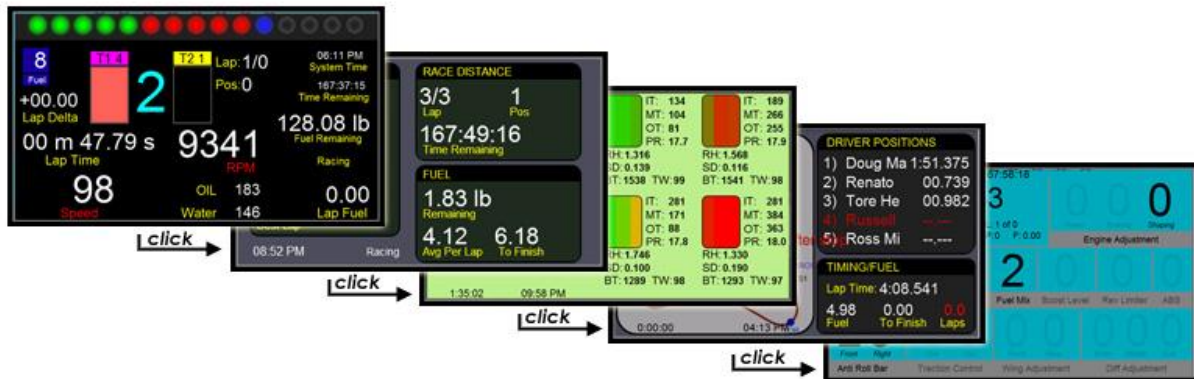 8
Fuel
+00.00
Lap Delta
T1 4
2
T2 1
Lap: 1/0
Pos: 0
06:11 PM
System Time
167:37:15
Time Remaining
00 m 47.79 s
Lap Time
9341
RPM
128.08 lb
Fuel Remaining
Racing
98
Speed
OIL 183
Water 146
0.00
Lap Fuel
click
RACE DISTANCE
3/3 1
Lap Pos
167:49:16
Time Remaining
FUEL
1.83 lb
Remaining
4.12 6.18
Avg Per Lap To Finish
08:52 PM Racing
click
IT: 134
MT: 104
OT: 81
PR: 17.7
RH: 1.316
SD: 0.139
BT: 1538 TW: 99
IT: 189
MT: 266
OT: 255
PR: 17.9
RH: 1.568
SD: 0.116
BT: 1541 TW: 98
IT: 281
MT: 171
OT: 88
PR: 17.8
RH: 1.746
SD: 0.100
BT: 1289 TW: 98
IT: 281
MT: 384
OT: 363
PR: 18.0
RH: 1.330
SD: 0.190
BT: 1293 TW: 97
1:35:02 09:58 PM
click
DRIVER POSITIONS
1) Doug Ma 1:51.375
2) Renato 00.739
3) Tore He 00.982
4) Russell --.---
5) Ross Mi --.---
TIMING/FUEL
Lap Time: 4:08.541
4.98 0.00 0.0
Fuel To Finish Laps
0:00:00 04:13 PM
click
67:58:18
3
1 of 0
P: 0.00
0
Engine Adjustment
2
Fuel Mix Boost Level Rev Limiter ABS
Front Right
Anti Roll Bar Traction Control Wing Adjustment Diff Adjustment